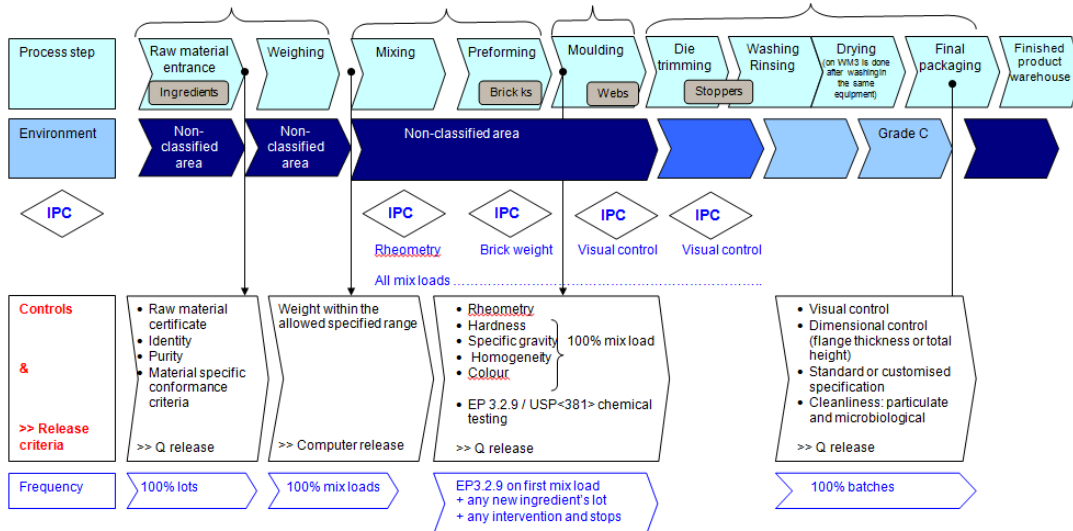 Process step
Raw material
entrance
Ingredients
Weighing
Mixing
Preforming
Brick ks
Moulding
Webs
Die
trimming
Stoppers
Washing
Rinsing
Drying
(on WM3 is done
after washing in
the same
equipment)
Final
packaging
Finished
product
warehouse
Environment
Non-
classified
area
Non-
classified
area
Non-classified area
Grade C
IPC
IPC
IPC
IPC
IPC
Rheometry
Brick weight
Visual control
Visual control
All mix loads ........................................................................
Controls
&
>> Release
criteria
• Raw material
certificate
• Identity
• Purity
• Material specific
conformance
criteria
>> Q release
Weight within the
allowed specified range
>> Computer release
• Rheometry
• Hardness
• Specific gravity
• Homogeneity
• Colour
100% mix load
• EP 3.2.9 / USP<381> chemical
testing
>> Q release
• Visual control
• Dimensional control
(flange thickness or total
height)
• Standard or customised
specification
• Cleanliness: particulate
and microbiological
>> Q release
Frequency
100% lots
100% mix loads
EP3.2.9 on first mix load
+ any new ingredient's lot
+ any intervention and stops
100% batches